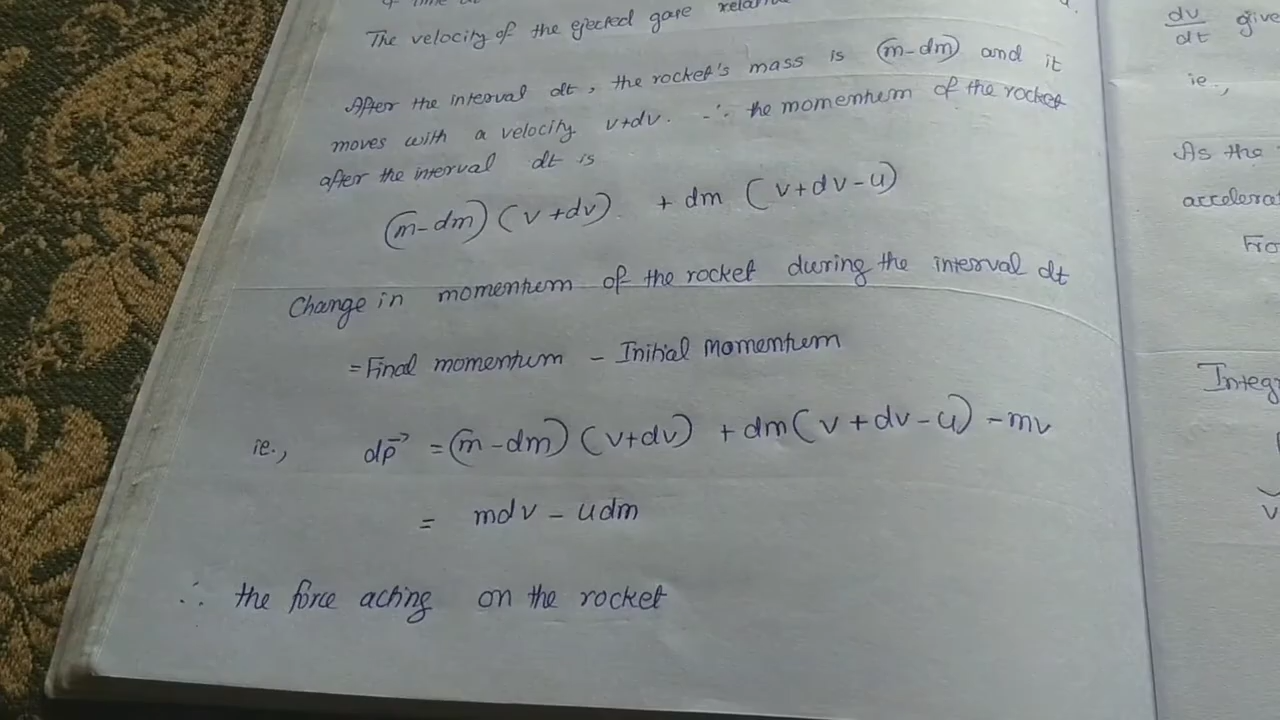 The velocity of the ejected gase
After the interval dt, the rocket's mass is (m-dm) and it
moves with a velocity v+dv. ∴ the momentum of the rocket
after the interval dt is
(m-dm) (v+dv) + dm (v+dv-u)
Change in momentum of the rocket during the interval dt
= Final momentum - Initial momentum
ie., dp⃗ = (m-dm) (v+dv) + dm (v+dv-u) - mv
= mdv - udm
∴ the force acting on the rocket
dv/dt give
ie.,
As the
accelera
Fro
Integ
v